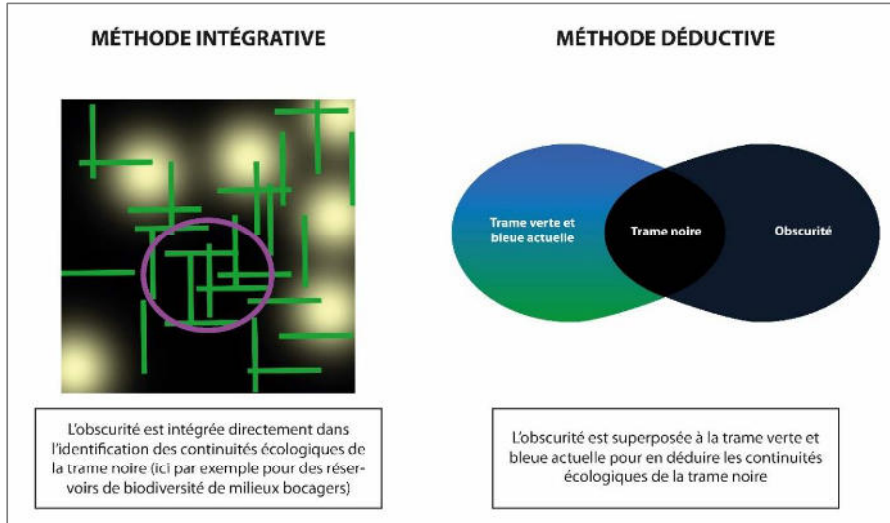 MÉTHODE INTÉGRATIVE
MÉTHODE DÉDUCTIVE
Trame verte et
bleue actuelle
Trame noire
Obscurité
L'obscurité est intégrée directement dans
l'identification des continuités écologiques de
la trame noire (ici par exemple pour des réser-
voirs de biodiversité de milieux bocagers)
L'obscurité est superposée à la trame verte et
bleue actuelle pour en déduire les continuités
écologiques de la trame noire